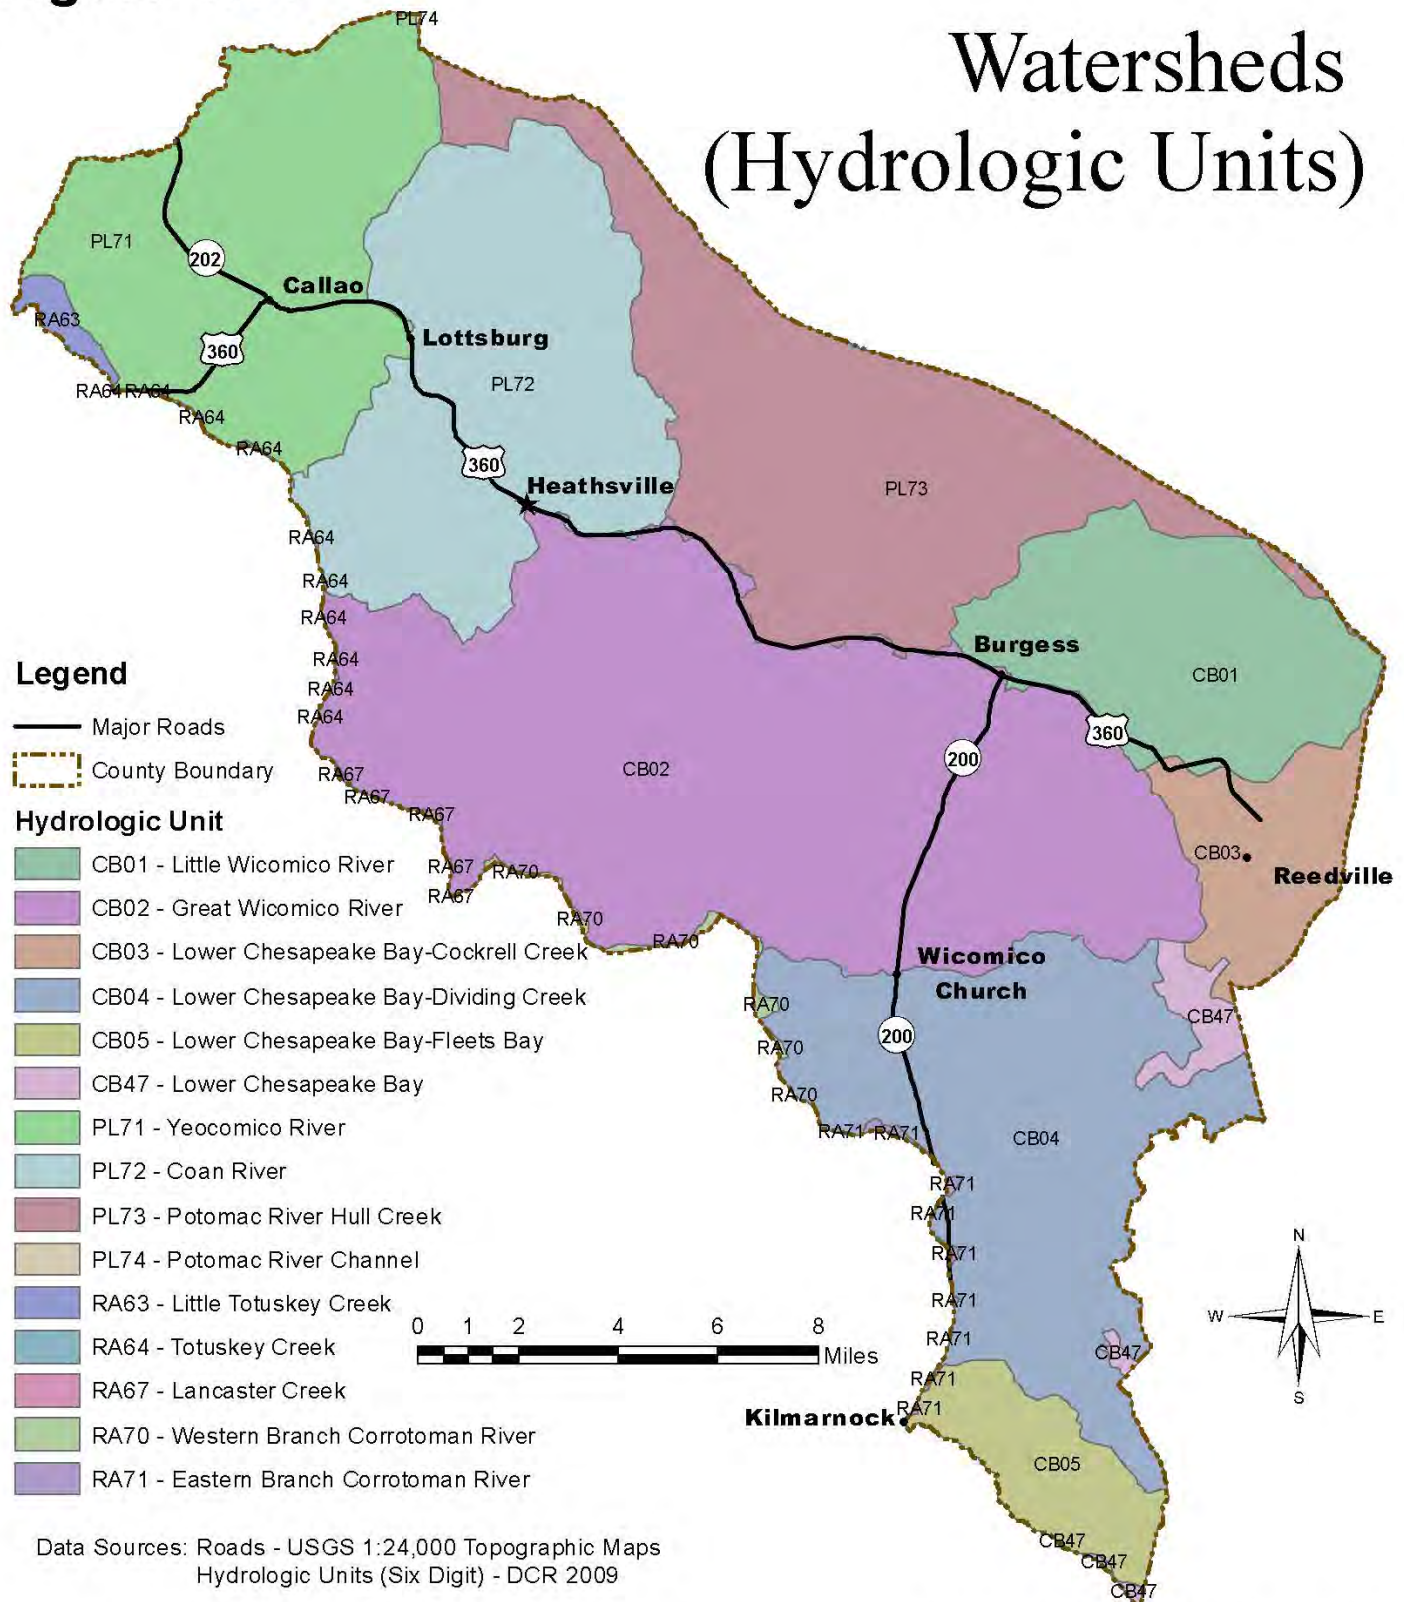 PL74
Watersheds
(Hydrologic Units)
PL71
202
Callao
RA63
360
Lottsburg
PL72
RA64 RA64
RA64
RA64
360
Heathsville
PL73
RA64
RA64
RA64
Burgess
RA64
CB01
RA64
RA64
360
200
CB02
RA67
RA67
RA67
CB03
RA67
RA70
Reedville
RA67
RA70
RA70
Wicomico
Church
RA70
CB47
200
RA70
RA70
RA71 RA71
CB04
RA71
RA71
RA71
RA71
RA71
CB47
RA71
RA71
Kilmarnock
CB05
CB47
CB47
CB47
Legend
Major Roads
County Boundary
Hydrologic Unit
CB01 - Little Wicomico River
CB02 - Great Wicomico River
CB03 - Lower Chesapeake Bay-Cockrell Creek
CB04 - Lower Chesapeake Bay-Dividing Creek
CB05 - Lower Chesapeake Bay-Fleets Bay
CB47 - Lower Chesapeake Bay
PL71 - Yeocomico River
PL72 - Coan River
PL73 - Potomac River Hull Creek
PL74 - Potomac River Channel
RA63 - Little Totuskey Creek
RA64 - Totuskey Creek
RA67 - Lancaster Creek
RA70 - Western Branch Corrotoman River
RA71 - Eastern Branch Corrotoman River
0 1 2 4 6 8
Miles
N
W E
S
Data Sources: Roads - USGS 1:24,000 Topographic Maps
Hydrologic Units (Six Digit) - DCR 2009